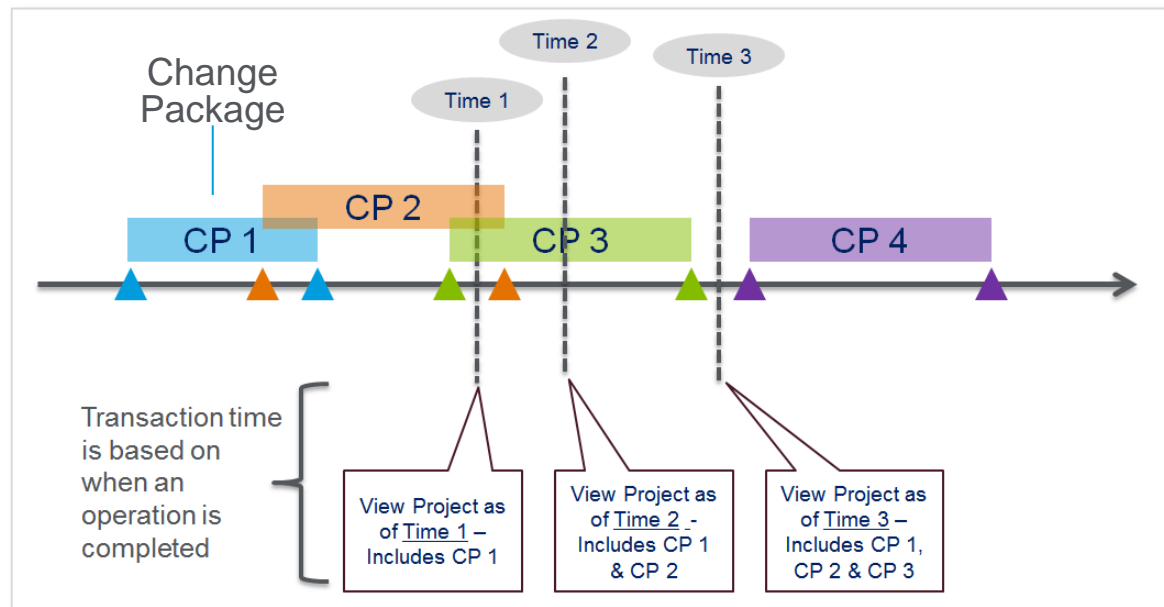 Time 2
Time 3
Change
Package
Time 1
CP 2
CP 1
CP 3
CP 4
Transaction time
is based on
when an
operation is
completed
View Project as
of Time 1 –
Includes CP 1
View Project as
of Time 2 -
Includes CP 1
& CP 2
View Project as
of Time 3 –
Includes CP 1,
CP 2 & CP 3